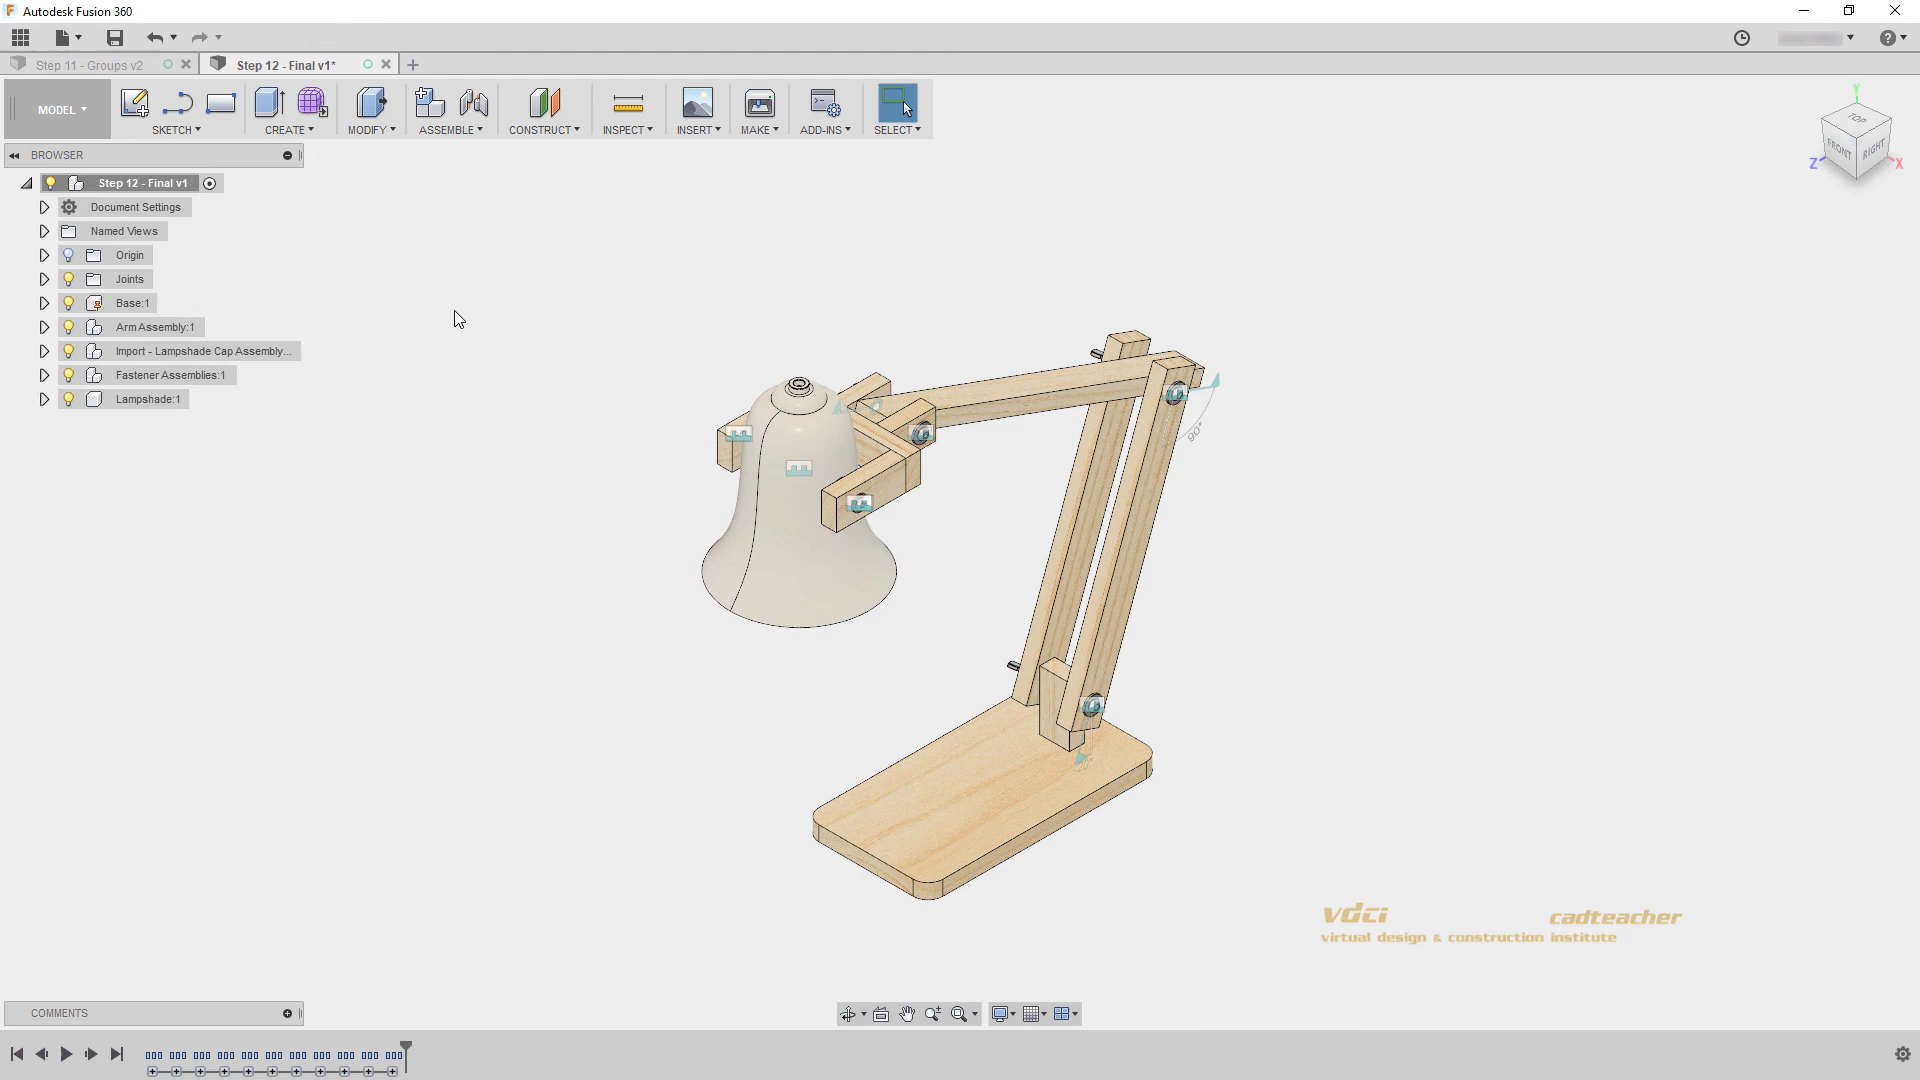 Autodesk Fusion 360
Step 11 - Groups v2
Step 12 - Final v1*
MODEL
SKETCH
CREATE
MODIFY
ASSEMBLE
CONSTRUCT
INSPECT
INSERT
MAKE
ADD-INS
SELECT
TOP
FRONT
RIGHT
Y
Z
X
BROWSER
Step 12 - Final v1
Document Settings
Named Views
Origin
Joints
Base:1
Arm Assembly:1
Import - Lampshade Cap Assembly...
Fastener Assemblies:1
Lampshade:1
90°
vdci cadteacher
virtual design & construction institute
COMMENTS